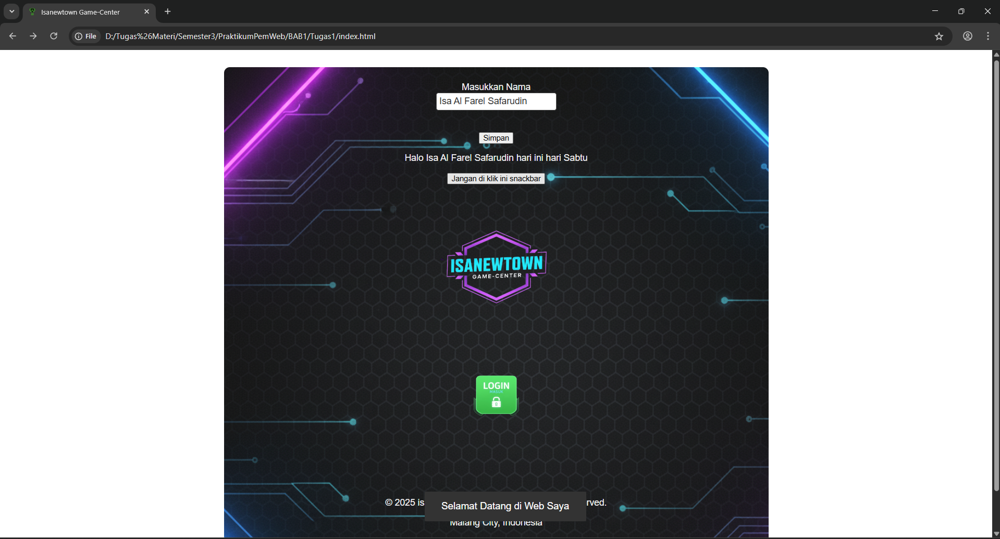 Isanewtown Game-Center
File D:/Tugas%26Materi/Semester3/PraktikumPemWeb/BAB1/Tugas1/index.html
Masukkan Nama
Isa Al Farel Safarudin
Simpan
Halo Isa Al Farel Safarudin hari ini hari Sabtu
Jangan di klik ini snackbar
ISANEWTOWN
GAME-CENTER
LOGIN
MASUK
© 2025 is
rved.
Selamat Datang di Web Saya
Malang City, Indonesia